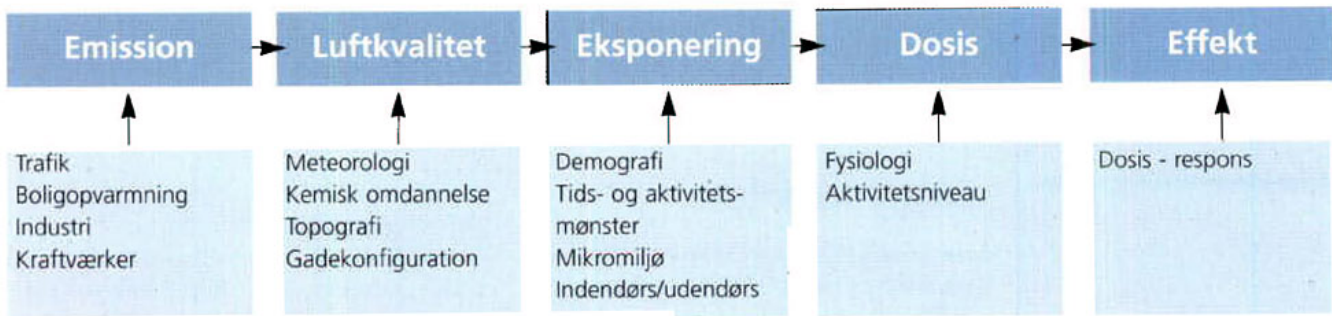 Emission
Luftkvalitet
Eksponering
Dosis
Effekt
Trafik
Boligopvarmning
Industri
Kraftværker
Meteorologi
Kemisk omdannelse
Topografi
Gadekonfiguration
Demografi
Tids- og aktivitets-
mønster
Mikromiljø
Indendørs/udendørs
Fysiologi
Aktivitetsniveau
Dosis - respons